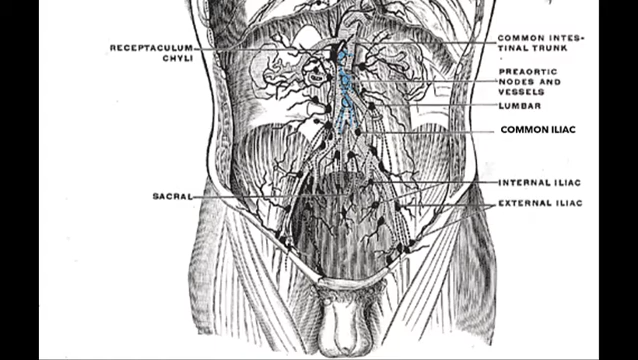 RECEPTACULUM
CHYLI
SACRAL
COMMON INTES-
TINAL TRUNK
PREAORTIC
NODES AND
VESSELS
LUMBAR
COMMON ILIAC
INTERNAL ILIAC
EXTERNAL ILIAC